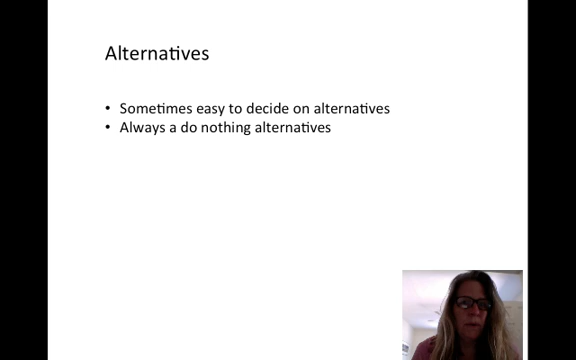 Alternatives
• Sometimes easy to decide on alternatives
• Always a do nothing alternatives